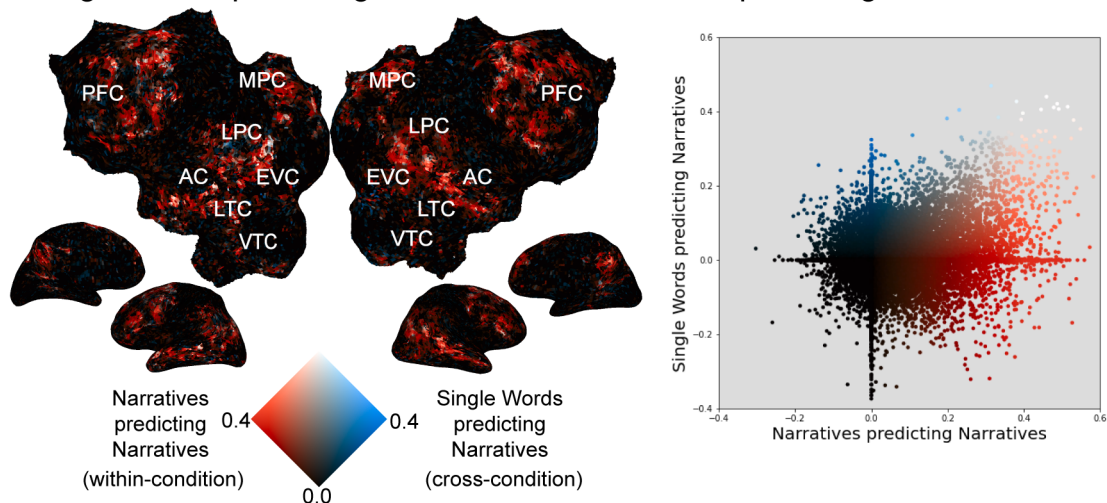 PFC
MPC
LPC
AC
EVC
LTC
VTC
MPC
PFC
LPC
EVC
AC
LTC
VTC
Narratives
predicting
Narratives
(within-condition)
0.4
0.4
0.0
Single Words
predicting
Narratives
(cross-condition)
Single Words predicting Narratives
0.6
0.4
0.2
0.0
−0.2
−0.4
−0.4 −0.2 0.0 0.2 0.4 0.6
Narratives predicting Narratives